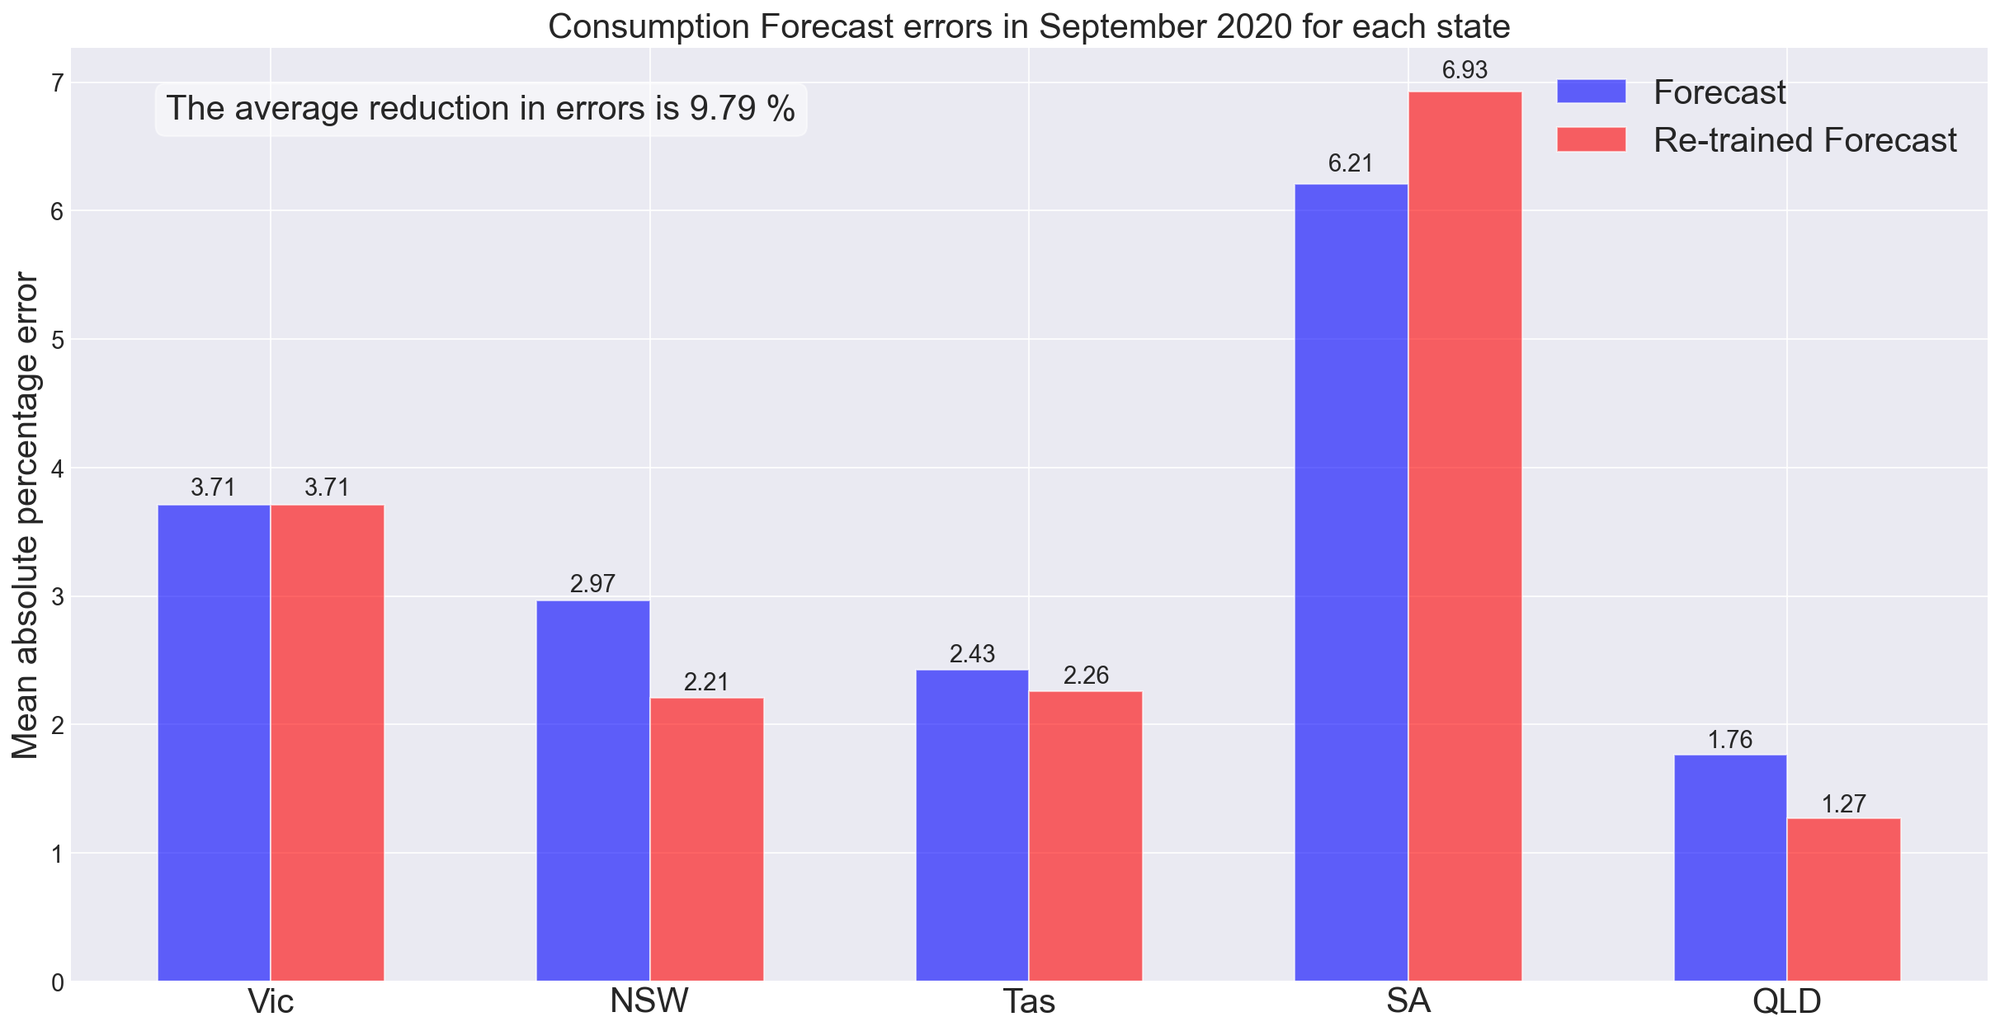 Consumption Forecast errors in September 2020 for each state
The average reduction in errors is 9.79 %
Forecast
Re-trained Forecast
Mean absolute percentage error
7
6
5
4
3
2
1
0
3.71
3.71
2.97
2.21
2.43
2.26
6.21
6.93
1.76
1.27
Vic
NSW
Tas
SA
QLD